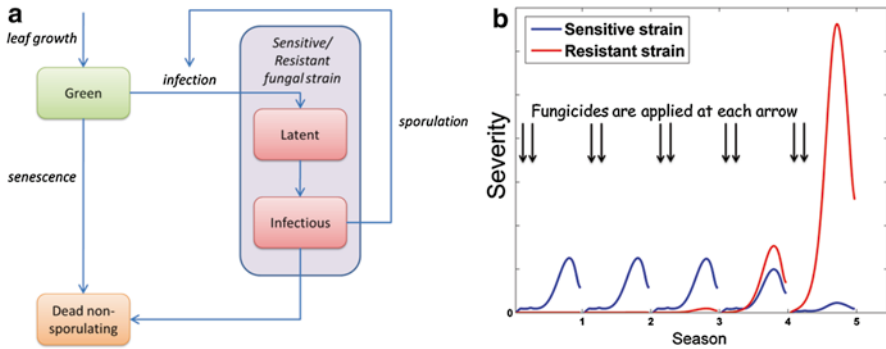 a
leaf growth
Green
infection
Sensitive/
Resistant
fungal strain
Latent
sporulation
senescence
Infectious
Dead non-
sporulating
b
Sensitive strain
Resistant strain
Fungicides are applied at each arrow
Severity
0
1
2
3
4
5
Season